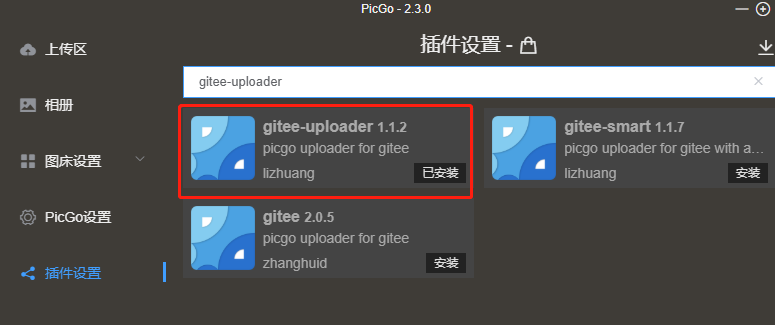 PicGo - 2.3.0
插件设置 -
上传区
相册
图床设置
PicGo设置
插件设置
gitee-uploader
gitee-uploader 1.1.2
picgo uploader for gitee
lizhuang
已安装
gitee-smart 1.1.7
picgo uploader for gitee with a...
lizhuang
安装
gitee 2.0.5
picgo uploader for gitee
zhanghuid
安装